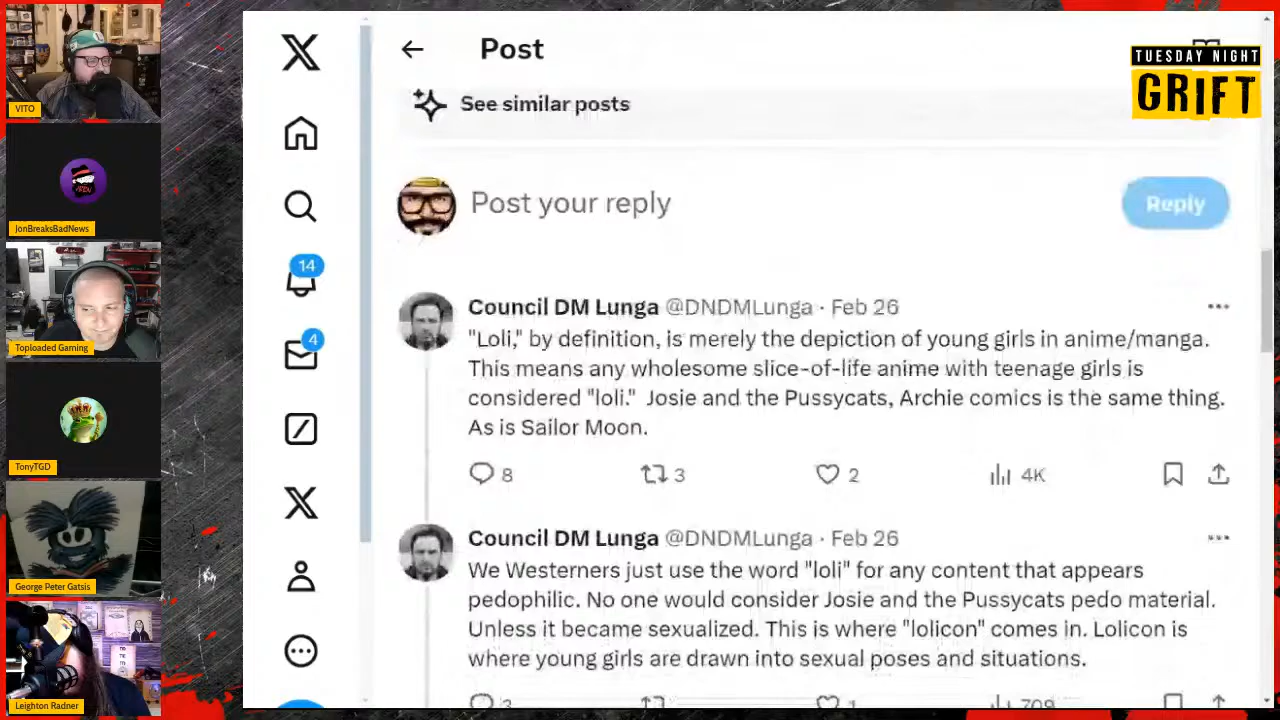 VITO
JonBreaksBadNews
Toploaded Gaming
TonyTGD
George Peter Gatsis
Leighton Radner
14
4
Post
TUESDAY NIGHT
GRIFT
See similar posts
Post your reply
Reply
Council DM Lunga @DNDMLunga · Feb 26
"Loli," by definition, is merely the depiction of young girls in anime/manga.
This means any wholesome slice-of-life anime with teenage girls is
considered "loli." Josie and the Pussycats, Archie comics is the same thing.
As is Sailor Moon.
8 3 2 4K
Council DM Lunga @DNDMLunga · Feb 26
We Westerners just use the word "loli" for any content that appears
pedophilic. No one would consider Josie and the Pussycats pedo material.
Unless it became sexualized. This is where "lolicon" comes in. Lolicon is
where young girls are drawn into sexual poses and situations.